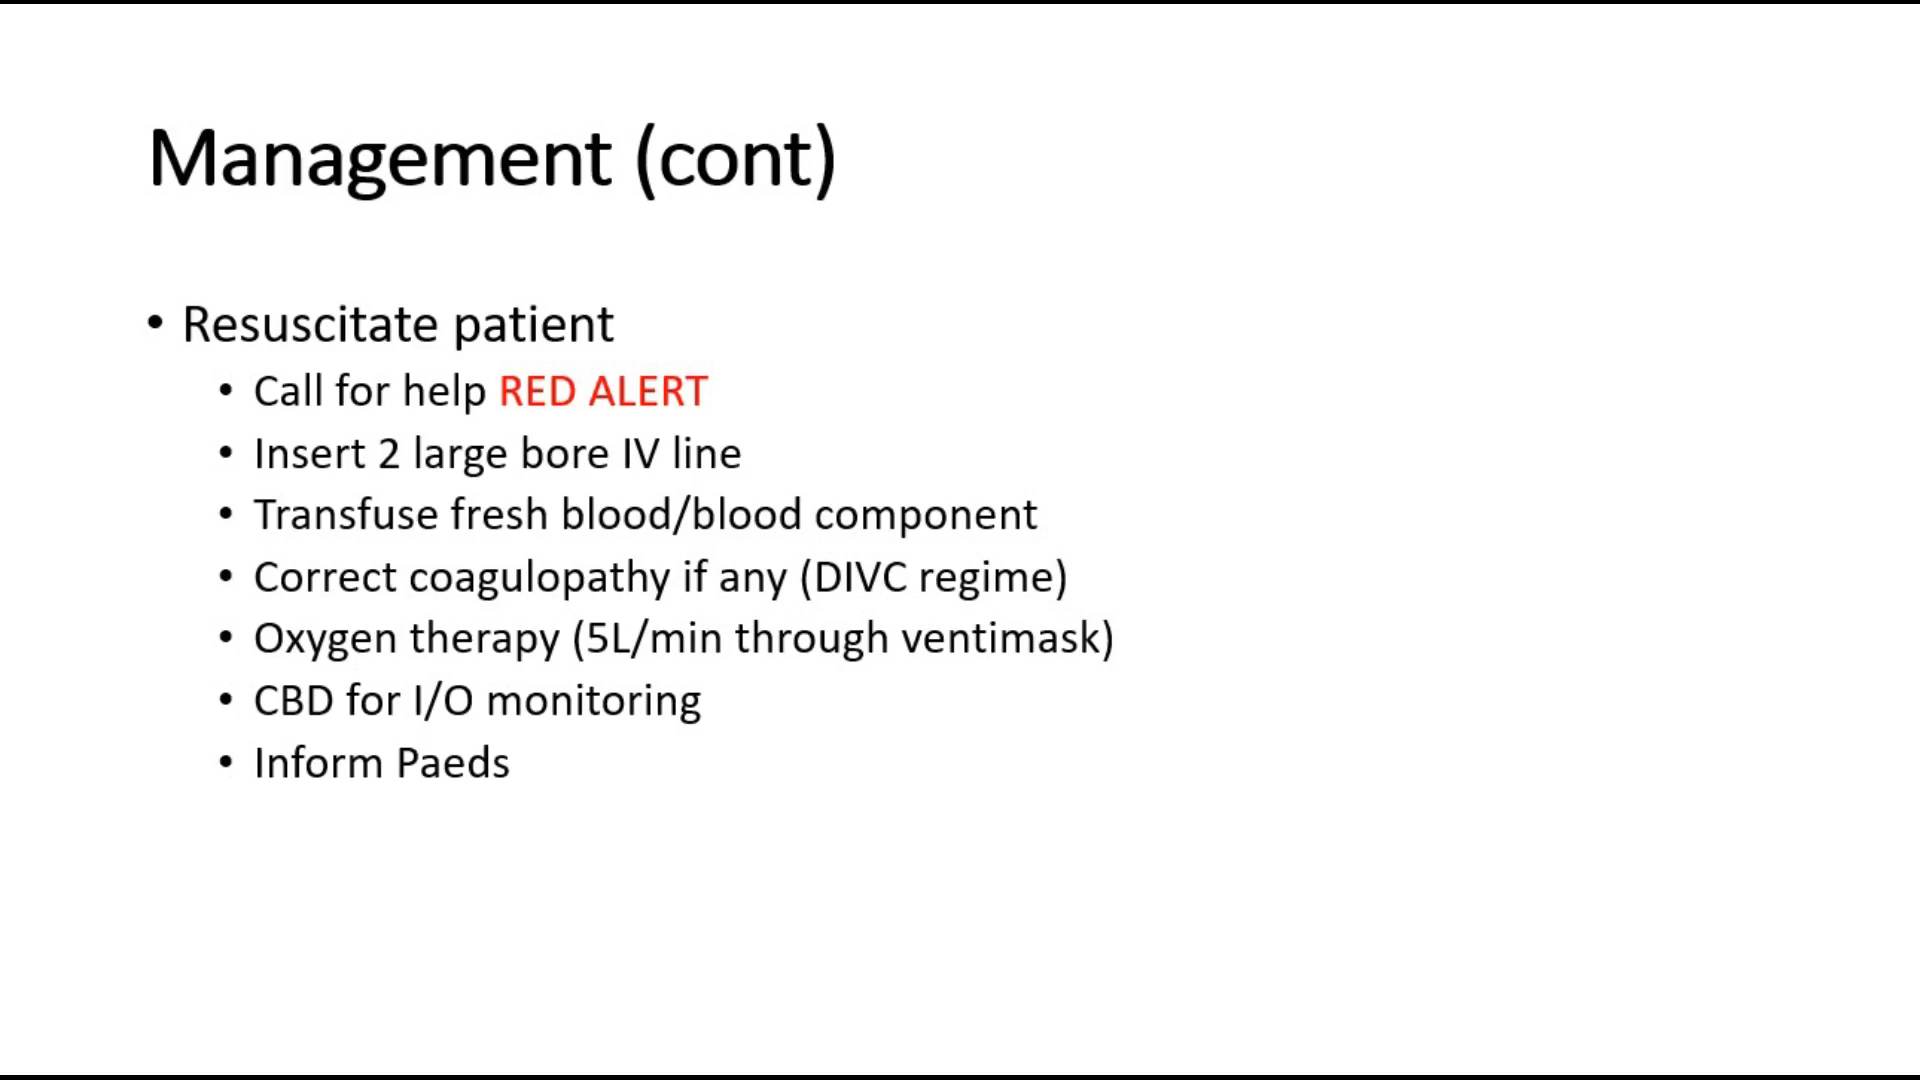 Management (cont)
• Resuscitate patient
• Call for help RED ALERT
• Insert 2 large bore IV line
• Transfuse fresh blood/blood component
• Correct coagulopathy if any (DIVC regime)
• Oxygen therapy (5L/min through ventimask)
• CBD for I/O monitoring
• Inform Paeds